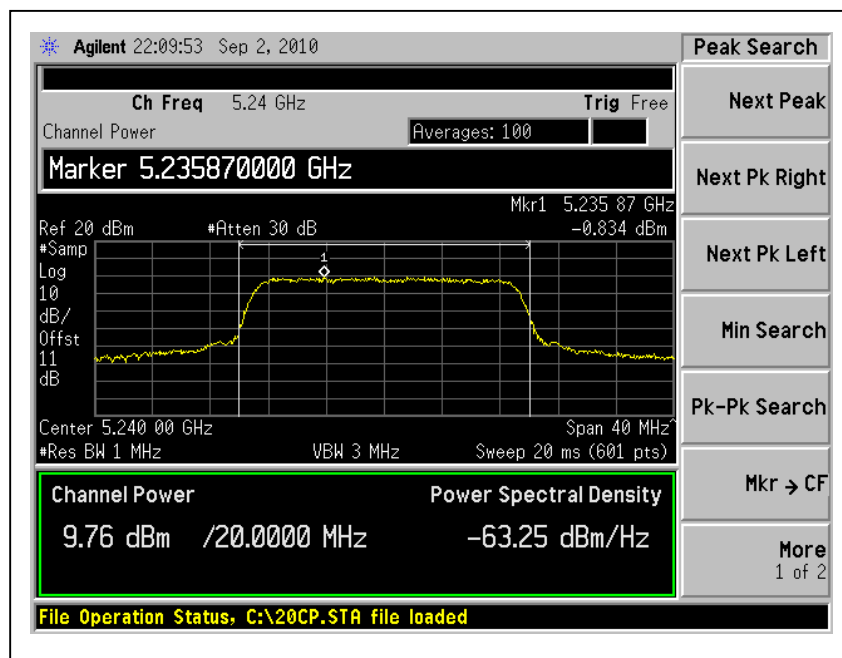 Agilent 22:09:53 Sep 2, 2010
Peak Search
Ch Freq 5.24 GHz Trig Free
Channel Power Averages: 100
Marker 5.235870000 GHz
Mkr1 5.235 87 GHz
Ref 20 dBm #Atten 30 dB -0.834 dBm
#Samp
Log
10
dB/
Offst
11
dB
1
Center 5.240 00 GHz Span 40 MHz^
#Res BW 1 MHz VBW 3 MHz Sweep 20 ms (601 pts)
Channel Power Power Spectral Density
9.76 dBm /20.0000 MHz -63.25 dBm/Hz
File Operation Status, C:\20CP.STA file loaded
Next Peak
Next Pk Right
Next Pk Left
Min Search
Pk-Pk Search
Mkr → CF
More
1 of 2